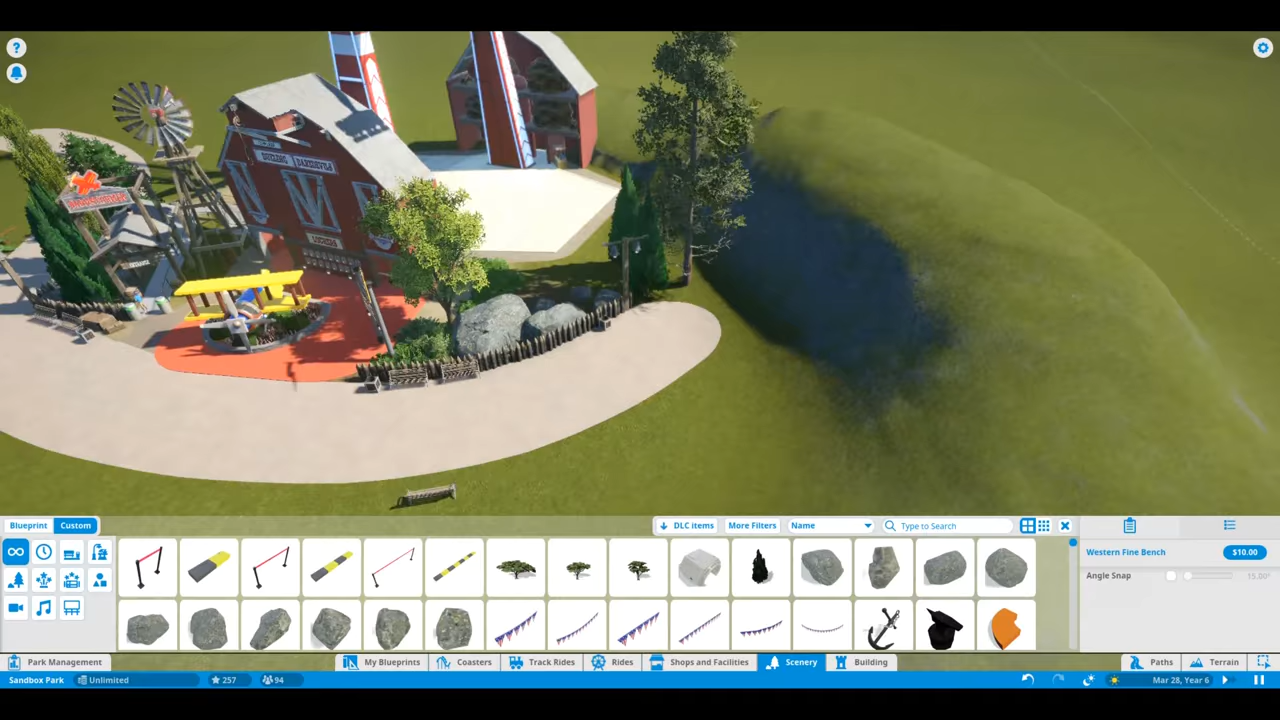 ?
Blueprint Custom
DLC items More Filters Name Type to Search
Western Fine Bench $10.00
Angle Snap 15.00°
Park Management My Blueprints Coasters Track Rides Rides Shops and Facilities Scenery Building Paths Terrain
Sandbox Park Unlimited 257 94 Mar 28, Year 6